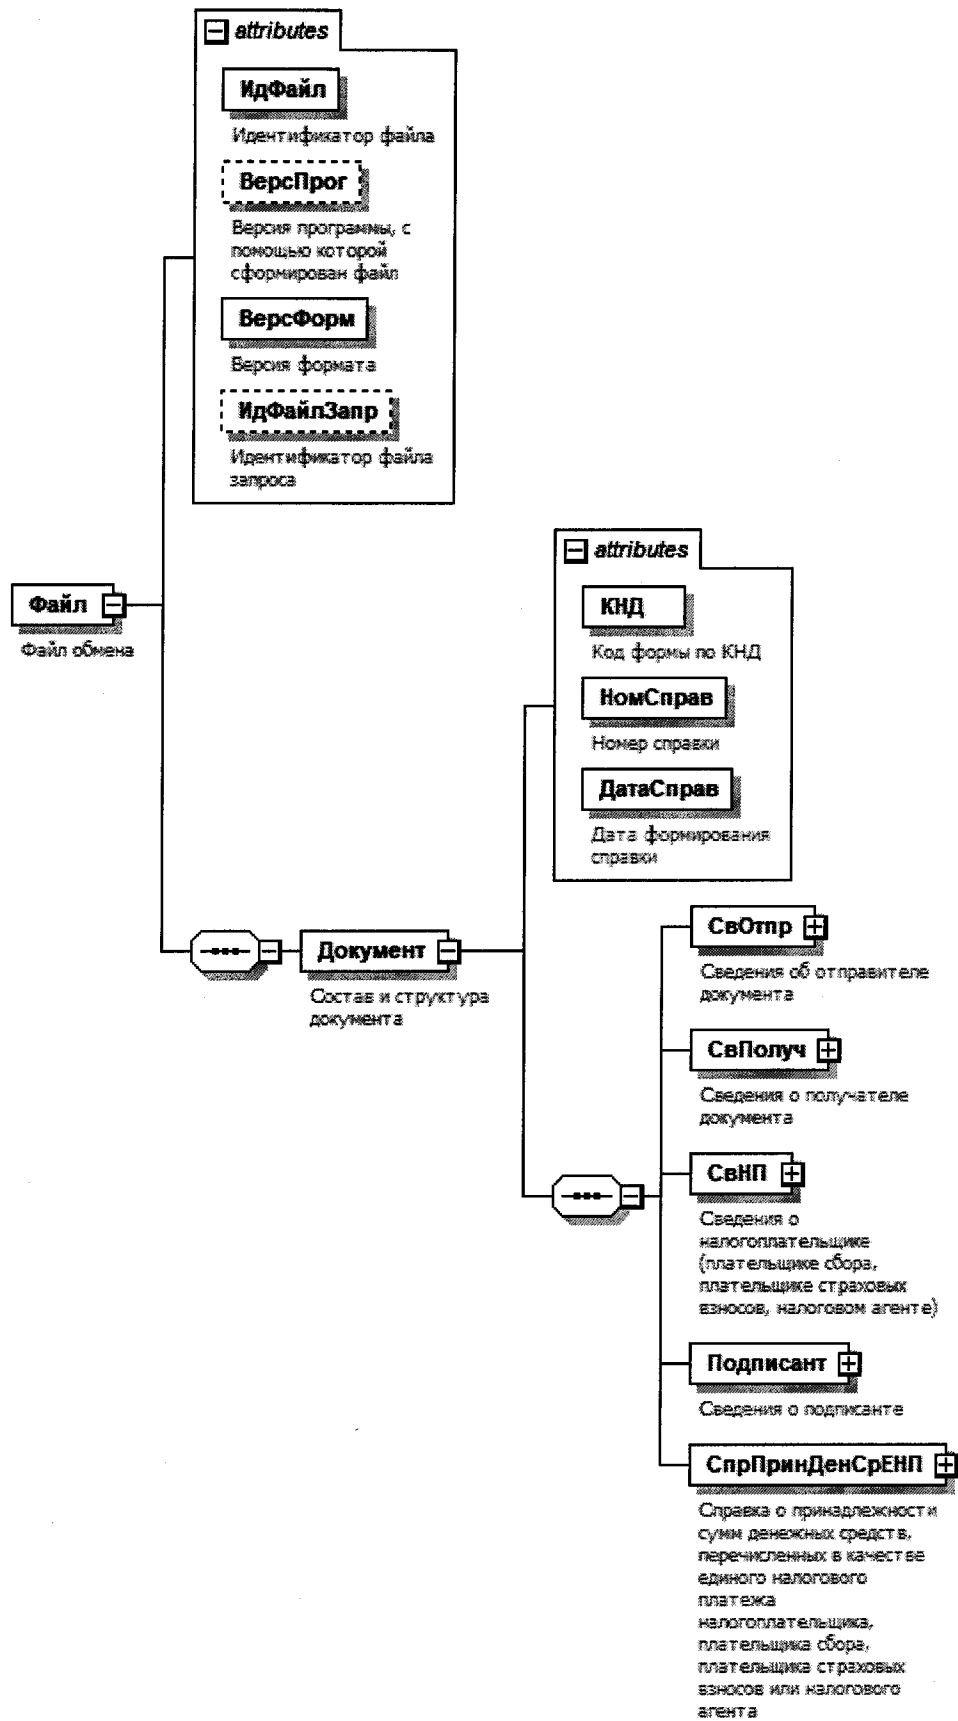 attributes
ИдФайл
Идентификатор файла
ВерсПрог
Версия программы, с
помощью которой
сформирован файл
ВерсФорм
Версия формата
ИдФайлЗапр
Идентификатор файла
запроса
Файл
Файл обмена
attributes
КНД
Код формы по КНД
НомСправ
Номер справки
ДатаСправ
Дата формирования
справки
Документ
Состав и структура
документа
СвОтпр
Сведения об отправителе
документа
СвПолуч
Сведения о получателе
документа
СвНП
Сведения о
налогоплательщике
(плательщике сбора,
плательщике страховых
взносов, налоговом агенте)
Подписант
Сведения о подписанте
СпрПринДенСрЕНП
Справка о принадлежности
сумм денежных средств,
перечисленных в качестве
единого налогового
платежа
налогоплательщика,
плательщика сбора,
плательщика страховых
взносов или налогового
агента